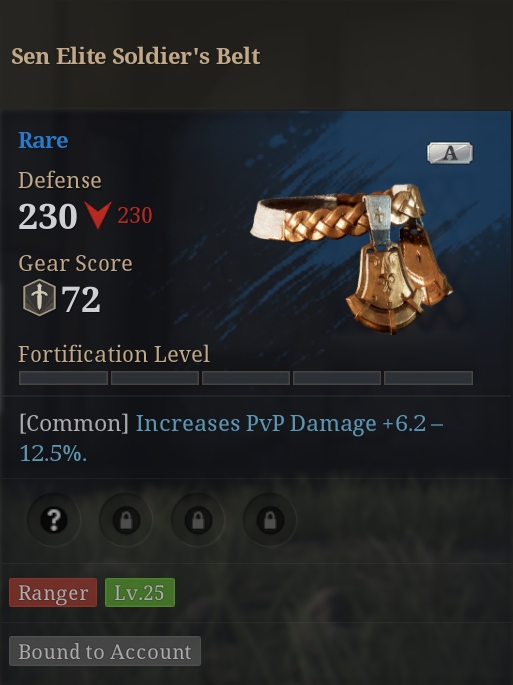 Sen Elite Soldier's Belt
Rare
A
Defense
230 230
Gear Score
72
Fortification Level
[Common] Increases PvP Damage +6.2 –
12.5%.
?
Ranger Lv.25
Bound to Account